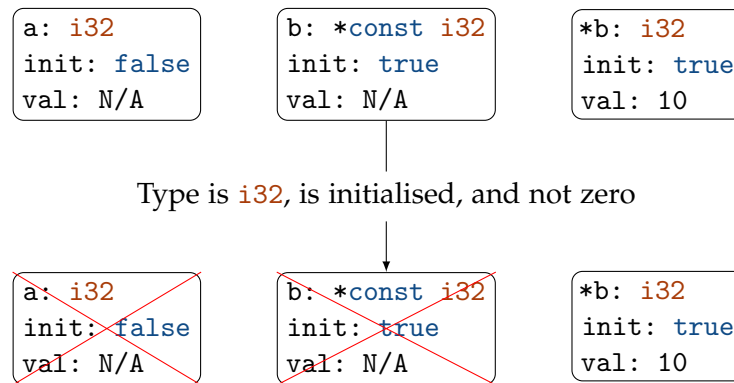 a: i32
init: false
val: N/A
b: *const i32
init: true
val: N/A
*b: i32
init: true
val: 10
Type is i32, is initialised, and not zero
a: i32
init: false
val: N/A
b: *const i32
init: true
val: N/A
*b: i32
init: true
val: 10